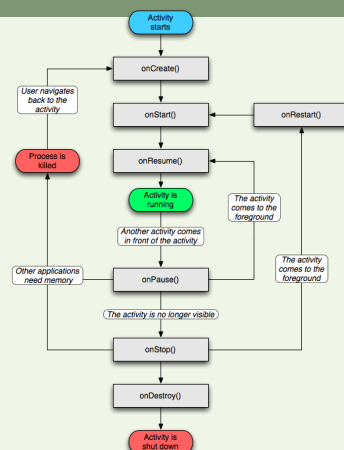 Activity
starts
onCreate()
User navigates
back to the
activity
onStart()
onRestart()
Process is
killed
onResume()
Activity is
running
The activity
comes to the
foreground
Another activity comes
in front of the activity
The activity
comes to the
foreground
Other applications
need memory
onPause()
The activity is no longer visible
onStop()
onDestroy()
Activity is
shut down